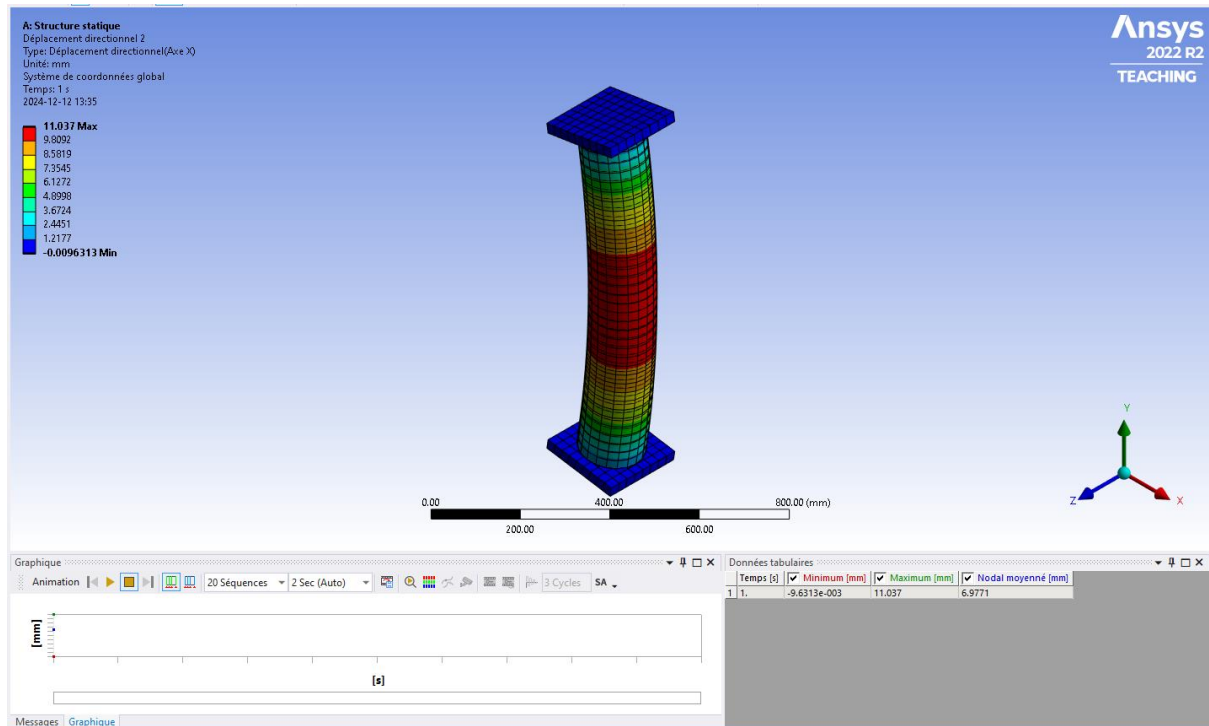 A: Structure statique
Déplacement directionnel 2
Type: Déplacement directionnel(Axe X)
Unité: mm
Système de coordonnées global
Temps: 1 s
2024-12-12 13:35
11.037 Max
9.8092
8.5819
7.3545
6.1272
4.8998
3.6724
2.4451
1.2177
-0.0096313 Min
Ansys
2022 R2
TEACHING
Y
Z
X
0.00
400.00
800.00 (mm)
200.00
600.00
Graphique
Animation
20 Séquences
2 Sec (Auto)
3 Cycles
SA
[mm]
[s]
Messages
Graphique
Données tabulaires
Temps [s] Minimum [mm] Maximum [mm] Nodal moyenné [mm]
1 1. -9.6313e-003 11.037 6.9771